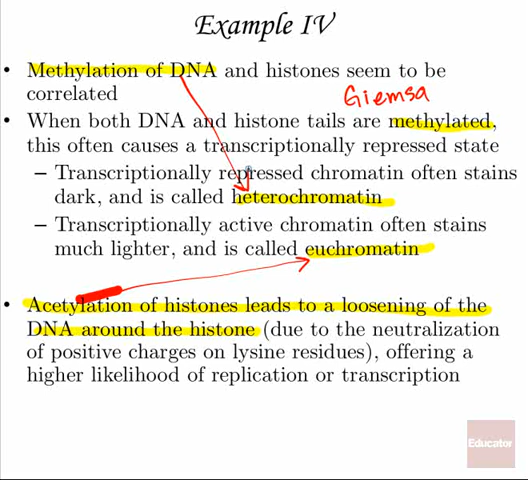 Example IV
• Methylation of DNA and histones seem to be
correlated
Giemsa
• When both DNA and histone tails are methylated,
this often causes a transcriptionally repressed state
– Transcriptionally repressed chromatin often stains
dark, and is called heterochromatin
– Transcriptionally active chromatin often stains
much lighter, and is called euchromatin
• Acetylation of histones leads to a loosening of the
DNA around the histone (due to the neutralization
of positive charges on lysine residues), offering a
higher likelihood of replication or transcription
Educator